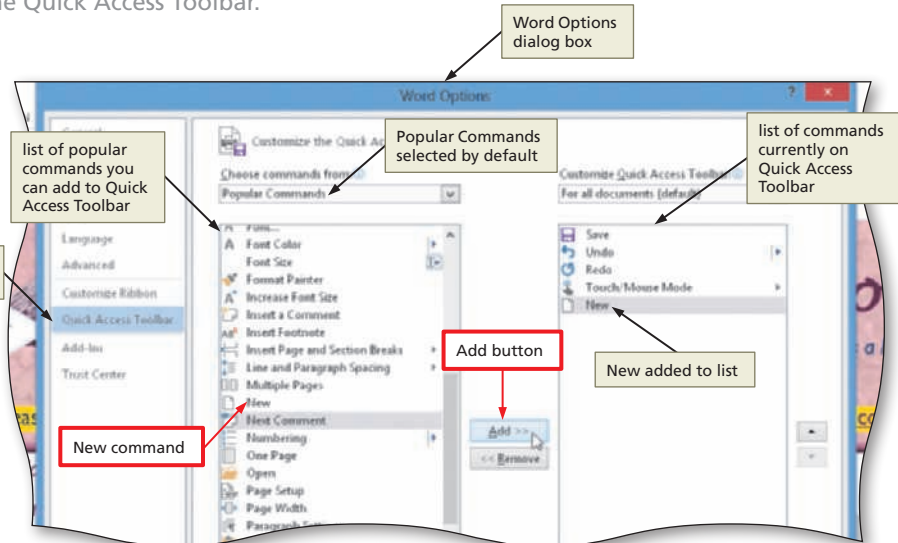 e Quick Access Toolbar.
Word Options
dialog box
Word Options
?
list of popular
commands you
can add to Quick
Access Toolbar
Customize the Quick Ac
Popular Commands
selected by default
list of commands
currently on
Quick Access
Toolbar
Choose commands from
Popular Commands
Customize Quick Access Toolbar
For all documents (default)
Language
Advanced
Customize Ribbon
Quick Access Toolbar
Add-Ins
Trust Center
Font...
Font Color
Font Size
Format Painter
Increase Font Size
Insert a Comment
Insert Footnote
Insert Page and Section Breaks
Line and Paragraph Spacing
Multiple Pages
New
Next Comment
Numbering
One Page
Open
Page Setup
Page Width
Paragraph
Add button
Add >>
<< Remove
Save
Undo
Redo
Touch/Mouse Mode
New
New added to list
New command
eas
co